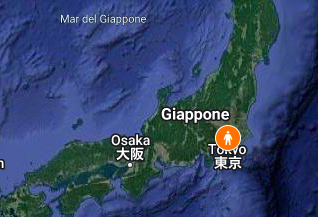 Mar del Giappone
Giappone
Osaka
大阪
Tokyo
東京
n